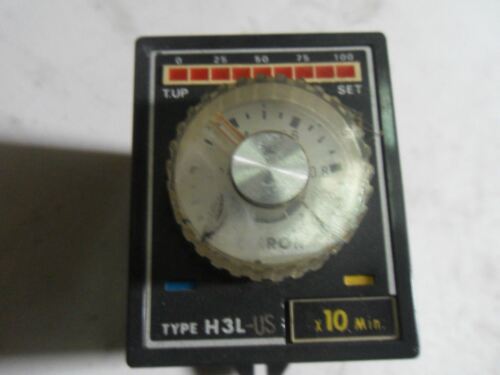 0 25 50 75 100
T.UP SET
TYPE H3L-US
x10 Min.